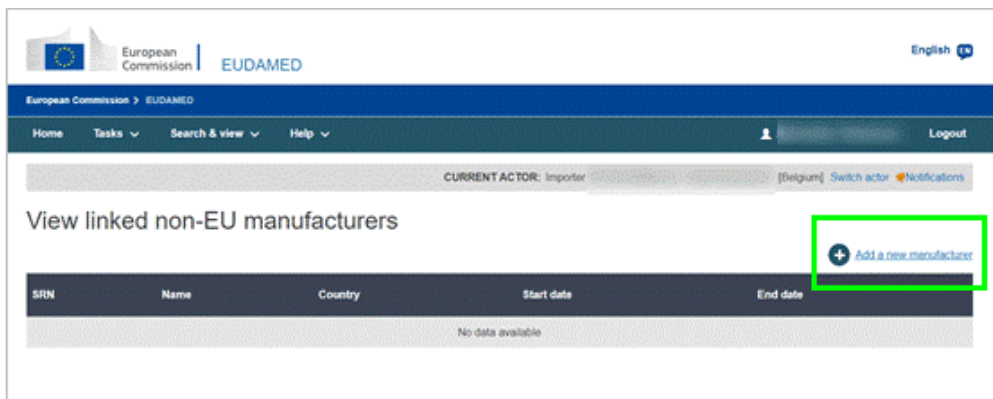 European Commission EUDAMED
English EN
European Commission > EUDAMED
Home Tasks Search & view Help Logout
CURRENT ACTOR: Importer [Belgium] Switch actor Notifications
View linked non-EU manufacturers
Add a new manufacturer
SRN Name Country Start date End date
No data available